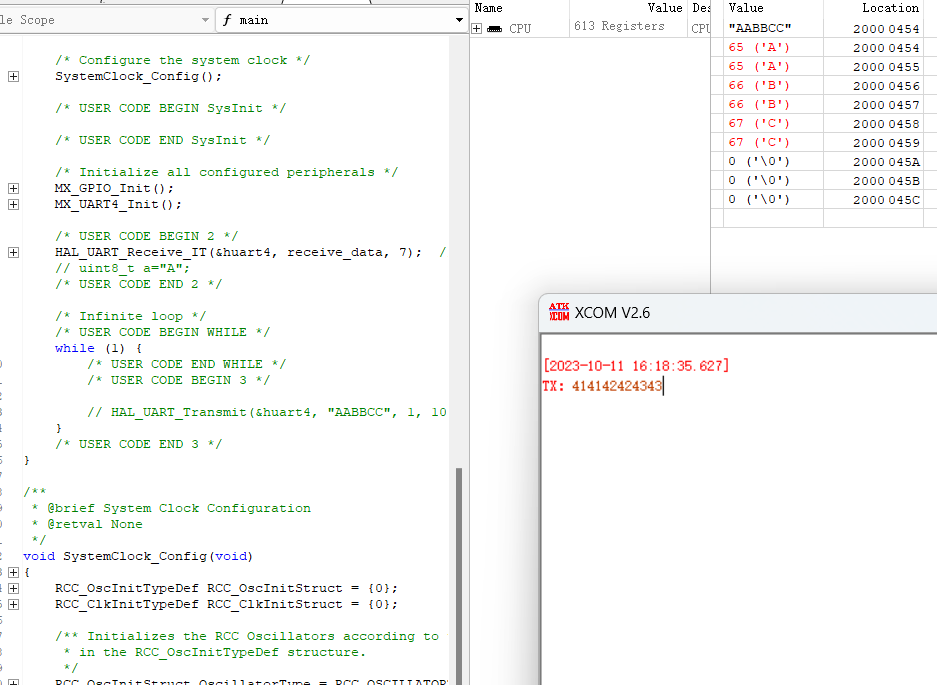 le Scope
f main
/* Configure the system clock */
SystemClock_Config();
/* USER CODE BEGIN SysInit */
/* USER CODE END SysInit */
/* Initialize all configured peripherals */
MX_GPIO_Init();
MX_UART4_Init();
/* USER CODE BEGIN 2 */
HAL_UART_Receive_IT(&huart4, receive_data, 7);  /
// uint8_t a="A";
/* USER CODE END 2 */
/* Infinite loop */
/* USER CODE BEGIN WHILE */
while (1) {
/* USER CODE END WHILE */
/* USER CODE BEGIN 3 */
// HAL_UART_Transmit(&huart4, "AABBCC", 1, 10
}
/* USER CODE END 3 */
}
/**
* @brief System Clock Configuration
* @retval None
*/
void SystemClock_Config(void)
{
RCC_OscInitTypeDef RCC_OscInitStruct = {0};
RCC_ClkInitTypeDef RCC_ClkInitStruct = {0};
/** Initializes the RCC Oscillators according to
* in the RCC_OscInitTypeDef structure.
*/
RCC_OscInitStruct.OscillatorType = RCC_OSCILLATOR
Name Value Des
CPU 613 Registers CPU
Value Location
"AABBCC" 2000 0454
65 ('A') 2000 0454
65 ('A') 2000 0455
66 ('B') 2000 0456
66 ('B') 2000 0457
67 ('C') 2000 0458
67 ('C') 2000 0459
0 ('\0') 2000 045A
0 ('\0') 2000 045B
0 ('\0') 2000 045C
ATK XCOM XCOM V2.6
[2023-10-11 16:18:35.627]
TX: 414142424343